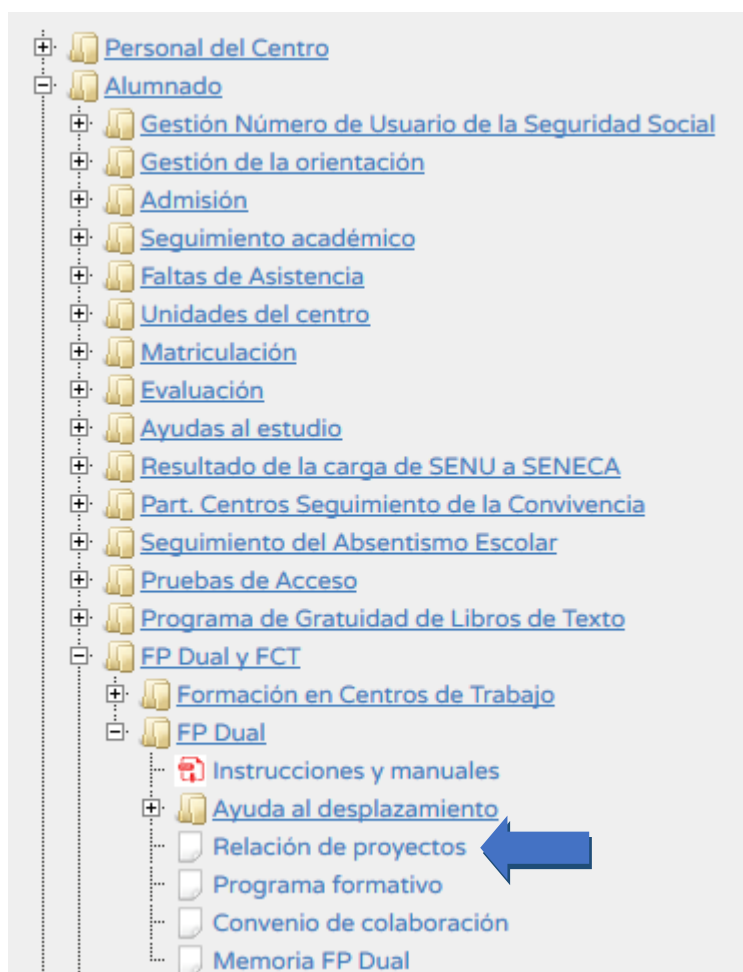 Personal del Centro
Alumnado
Gestión Número de Usuario de la Seguridad Social
Gestión de la orientación
Admisión
Seguimiento académico
Faltas de Asistencia
Unidades del centro
Matriculación
Evaluación
Ayudas al estudio
Resultado de la carga de SENU a SENECA
Part. Centros Seguimiento de la Convivencia
Seguimiento del Absentismo Escolar
Pruebas de Acceso
Programa de Gratuidad de Libros de Texto
FP Dual y FCT
Formación en Centros de Trabajo
FP Dual
Instrucciones y manuales
Ayuda al desplazamiento
Relación de proyectos
Programa formativo
Convenio de colaboración
Memoria FP Dual